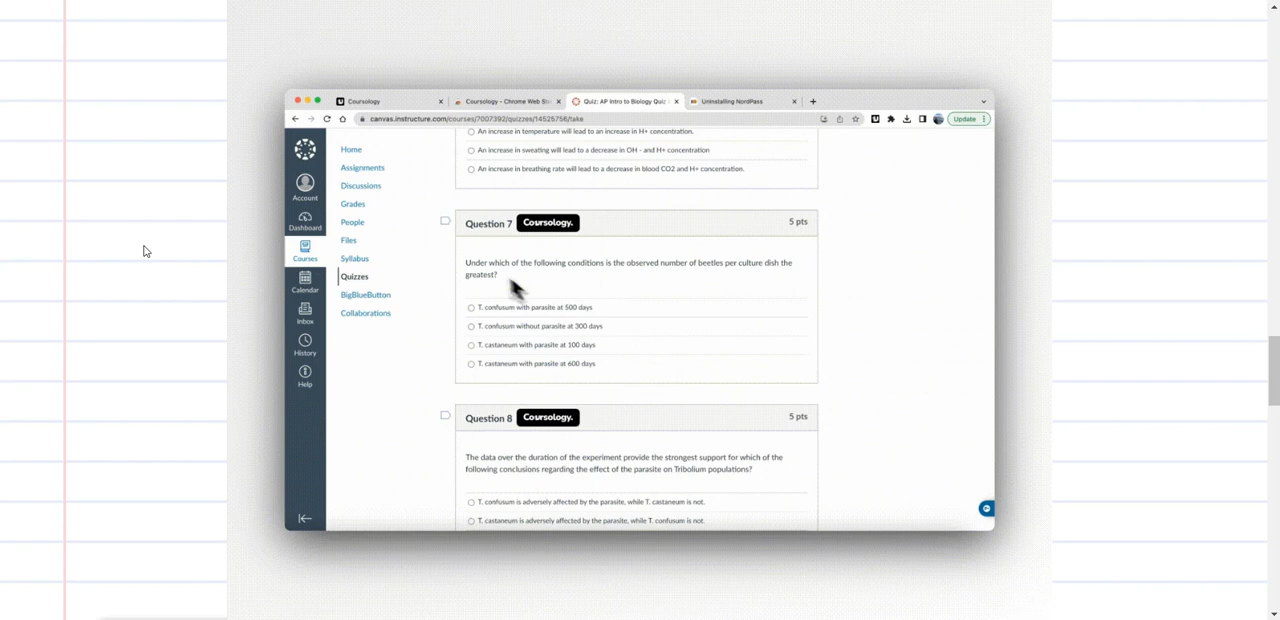 Coursology
Coursology - Chrome Web St
Quiz: AP Intro to Biology Quiz
Uninstalling NordPass
canvas.instructure.com/courses/7007392/quizzes/14525756/take
Update
Account
Dashboard
Courses
Calendar
Inbox
History
Help
Home
Assignments
Discussions
Grades
People
Files
Syllabus
Quizzes
BigBlueButton
Collaborations
An increase in temperature will lead to an increase in H+ concentration.
An increase in sweating will lead to a decrease in OH - and H+ concentration
An increase in breathing rate will lead to a decrease in blood CO2 and H+ concentration.
Question 7 Coursology. 5 pts
Under which of the following conditions is the observed number of beetles per culture dish the
greatest?
T. confusum with parasite at 500 days
T. confusum without parasite at 300 days
T. castaneum with parasite at 100 days
T. castaneum with parasite at 600 days
Question 8 Coursology. 5 pts
The data over the duration of the experiment provide the strongest support for which of the
following conclusions regarding the effect of the parasite on Tribolium populations?
T. confusum is adversely affected by the parasite, while T. castaneum is not.
T. castaneum is adversely affected by the parasite, while T. confusum is not.